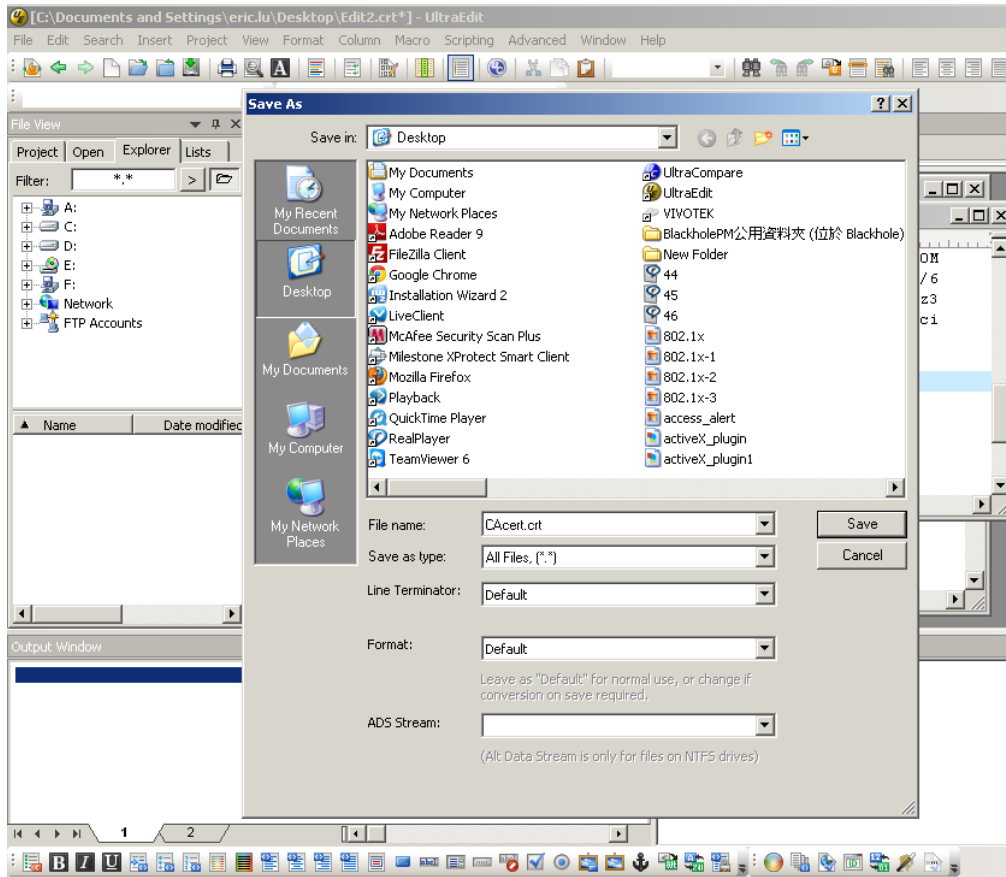 [C:\Documents and Settings\eric.lu\Desktop\Edit2.crt*] - UltraEdit
File Edit Search Insert Project View Format Column Macro Scripting Advanced Window Help
Save As
File View
Save in: Desktop
Project Open Explorer Lists
Filter: *.* >
A:
C:
D:
E:
F:
Network
FTP Accounts
Name Date modified
My Recent Documents
Desktop
My Documents
My Computer
My Network Places
My Documents
My Computer
My Network Places
Adobe Reader 9
FileZilla Client
Google Chrome
Installation Wizard 2
LiveClient
McAfee Security Scan Plus
Milestone XProtect Smart Client
Mozilla Firefox
Playback
QuickTime Player
RealPlayer
TeamViewer 6
UltraCompare
UltraEdit
VIVOTEK
BlackholePM公用資料夾 (位於 Blackhole)
New Folder
44
45
46
802.1x
802.1x-1
802.1x-2
802.1x-3
access_alert
activeX_plugin
activeX_plugin1
OM
/6
z3
ci
File name: CAcert.crt Save
Save as type: All Files, (*.*) Cancel
Line Terminator: Default
Format: Default
Leave as "Default" for normal use, or change if
conversion on save required.
ADS Stream:
(Alt Data Stream is only for files on NTFS drives)
Output Window
1 2
B I U